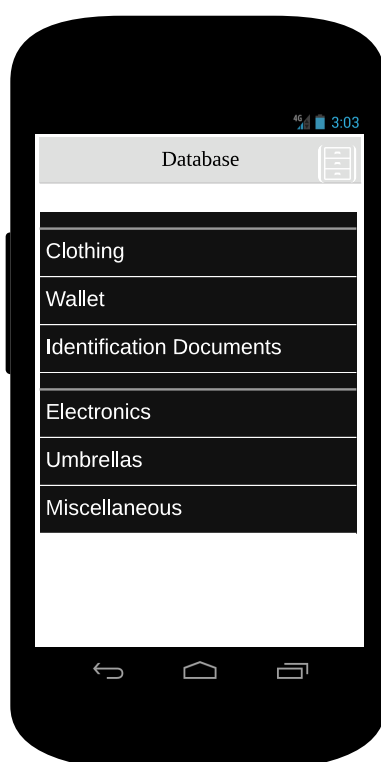 4G 3:03
Database
Clothing
Wallet
Identification Documents
Electronics
Umbrellas
Miscellaneous